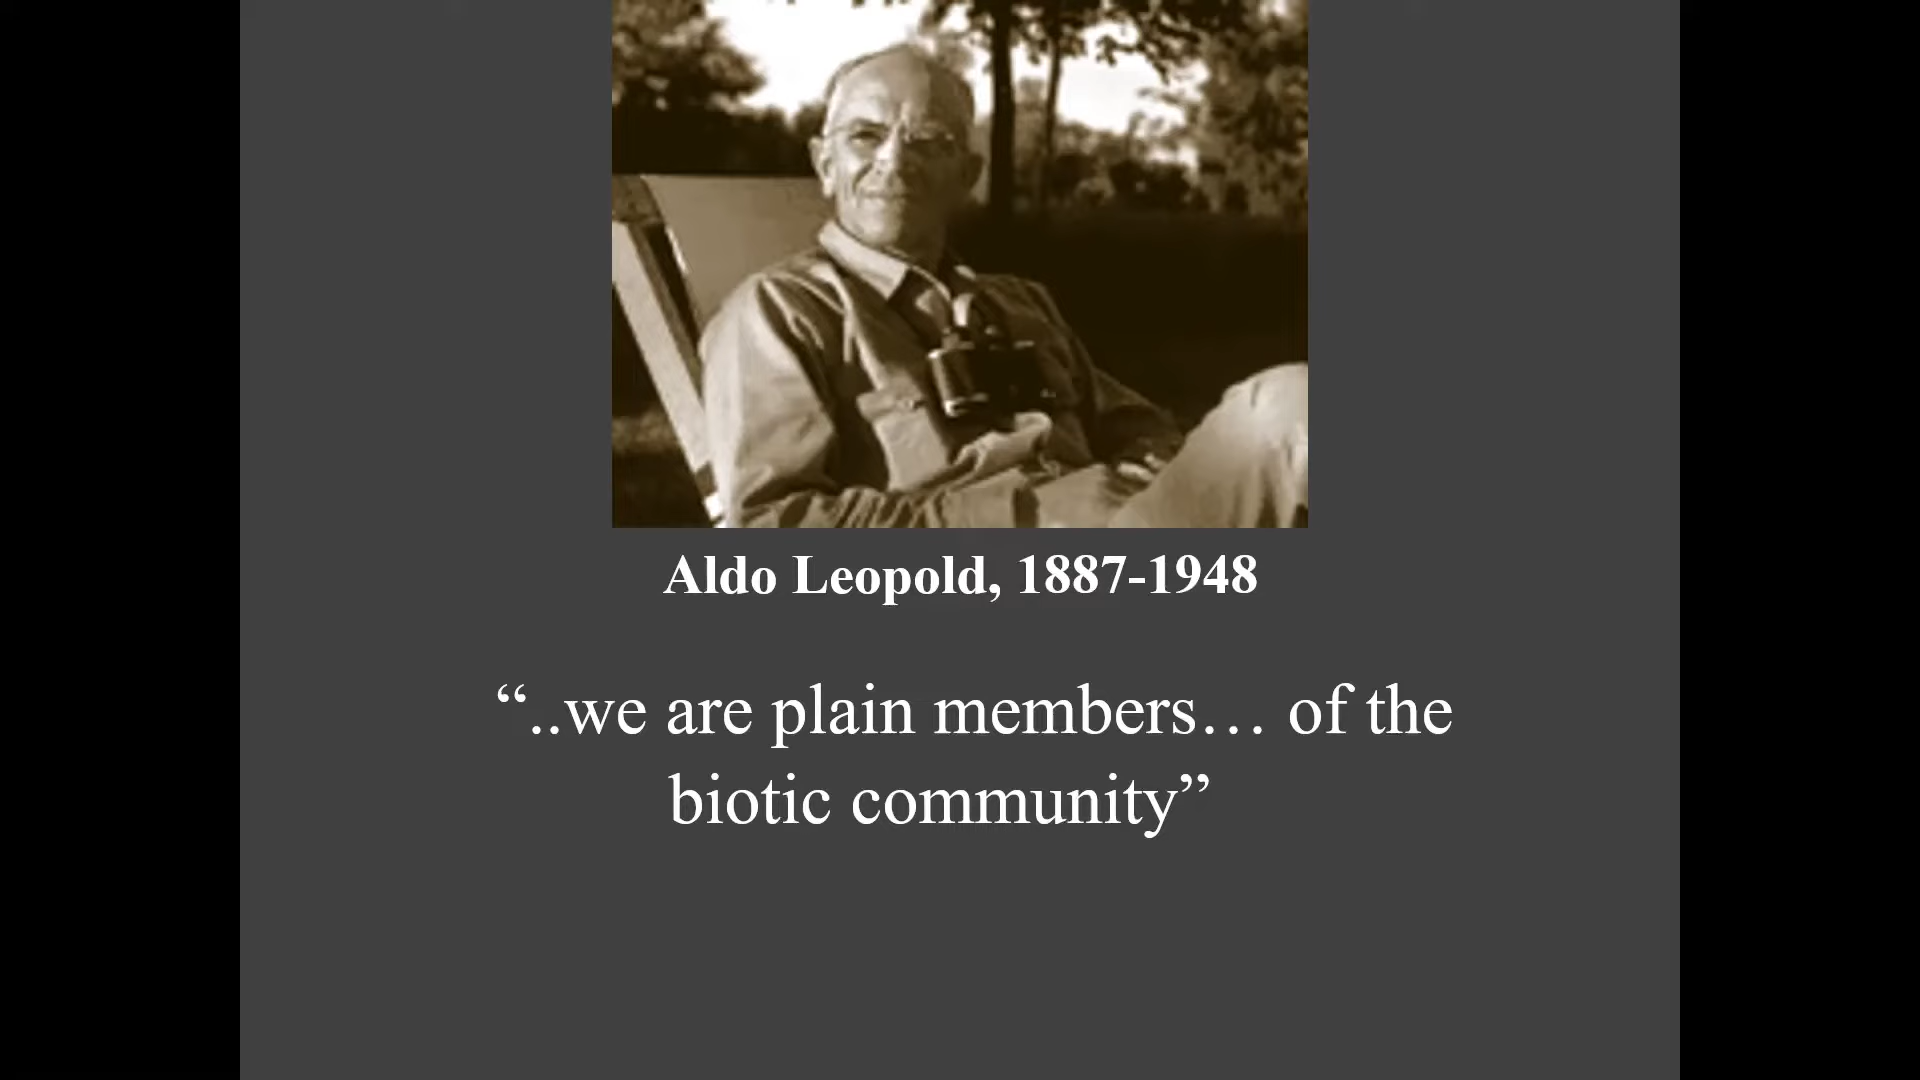 Aldo Leopold, 1887-1948
“..we are plain members… of the
biotic community”